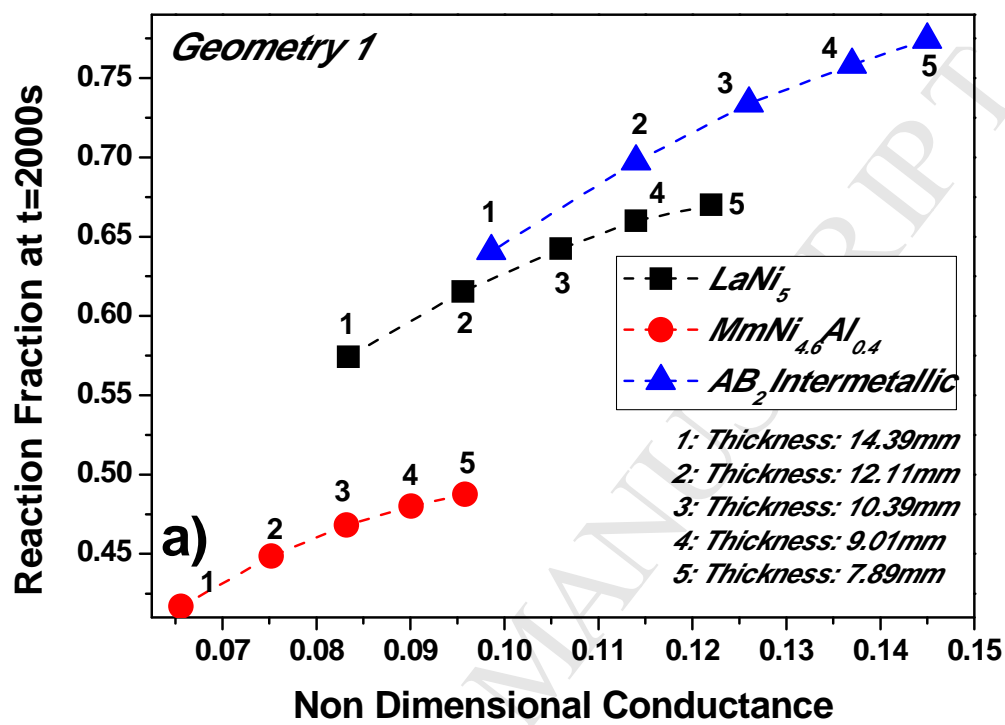 Geometry 1
Reaction Fraction at t=2000s
0.75
0.70
0.65
0.60
0.55
0.50
0.45
1
2
3
4
5
1
2
3
4
5
1
2
3
4
5
LaNi5
MmNi4.6Al0.4
AB2Intermetallic
1: Thickness: 14.39mm
2: Thickness: 12.11mm
3: Thickness: 10.39mm
4: Thickness: 9.01mm
5: Thickness: 7.89mm
a)
0.07 0.08 0.09 0.10 0.11 0.12 0.13 0.14 0.15
Non Dimensional Conductance
MANUSCRIPT